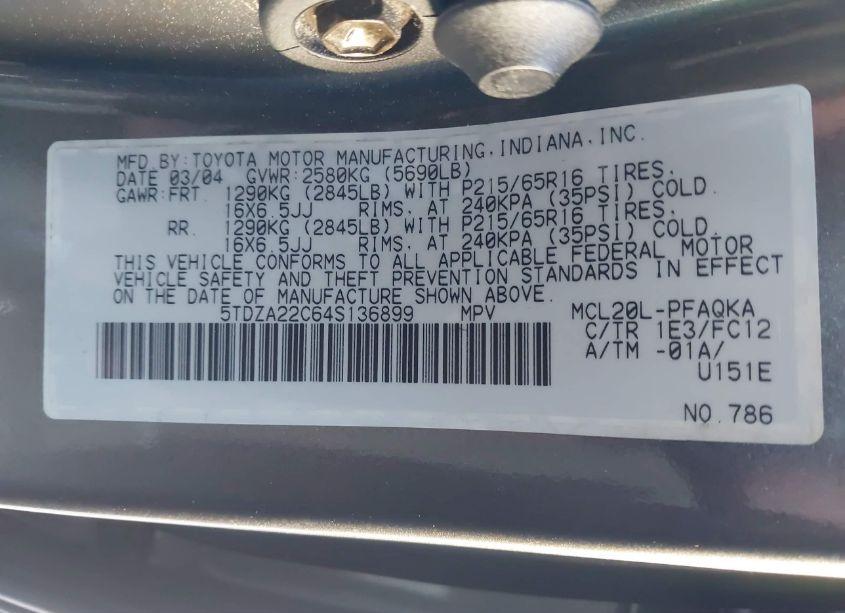 MFD.BY:TOYOTA MOTOR MANUFACTURING,INDIANA,INC.
DATE 03/04 GVWR:2580KG (5690LB)
GAWR:FRT. 1290KG (2845LB) WITH P215/65R16 TIRES,
16X6.5JJ RIMS, AT 240KPA (35PSI) COLD.
RR. 1290KG (2845LB) WITH P215/65R16 TIRES,
16X6.5JJ RIMS, AT 240KPA (35PSI) COLD.
THIS VEHICLE CONFORMS TO ALL APPLICABLE FEDERAL MOTOR
VEHICLE SAFETY AND THEFT PREVENTION STANDARDS IN EFFECT
ON THE DATE OF MANUFACTURE SHOWN ABOVE.
5TDZA22C64S136899 MPV MCL20L-PFAQKA
C/TR 1E3/FC12
A/TM -01A/
U151E
NO.786